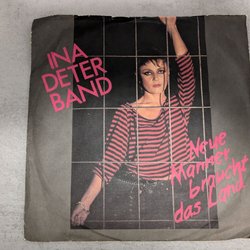 INA
DETER
BAND
Neue
Männer
braucht
das Land